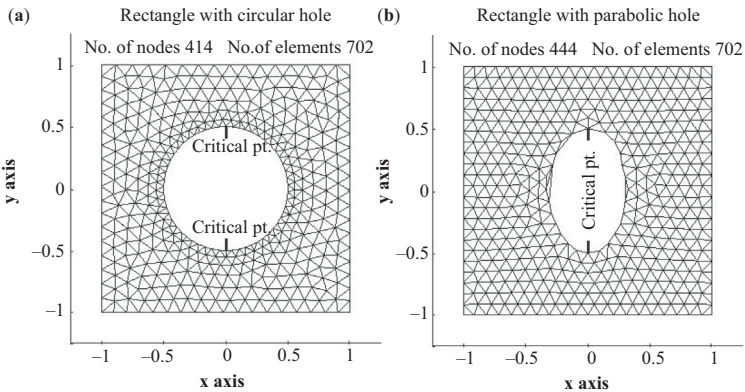 (a) Rectangle with circular hole
No. of nodes 414 No.of elements 702
Critical pt.
Critical pt.
1
0.5
0
–0.5
–1
y axis
–1 –0.5 0 0.5 1
x axis
(b) Rectangle with parabolic hole
No. of nodes 444 No. of elements 702
Critical pt.
1
0.5
0
–0.5
–1
y axis
–1 –0.5 0 0.5 1
x axis